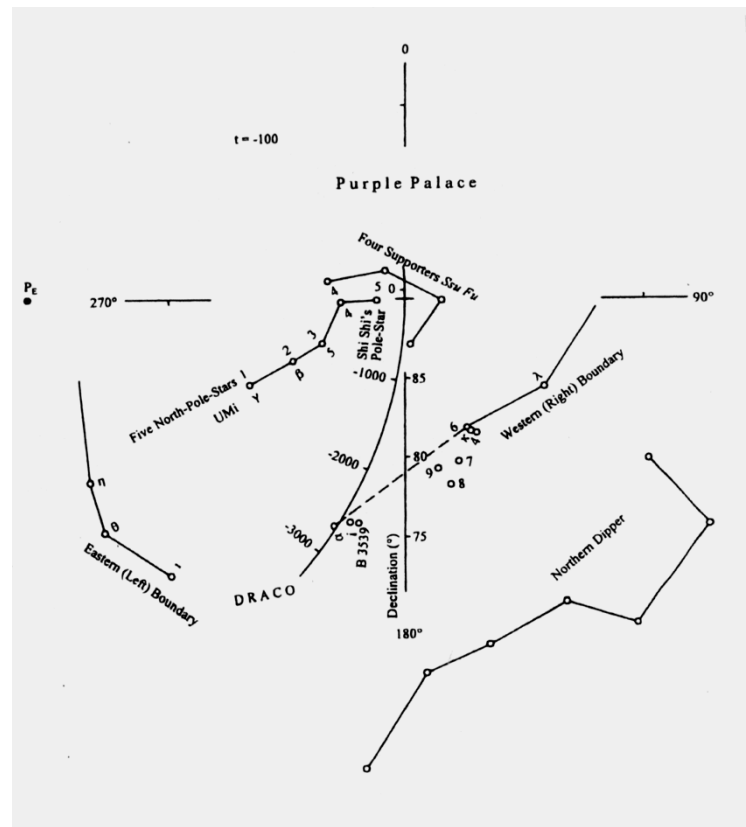 0
t = -100
Purple Palace
Four Supporters Ssu Fu
P_E
270°
90°
4
5
0
4
Shi Shi's
Pole-Star
3
5
2
β
1
γ
Five North-Pole-Stars
UMi
-1000
85
λ
Western (Right) Boundary
6
κ
4
80
7
9
8
-2000
η
θ
ι
Eastern (Left) Boundary
-3000
α
i
B 3539
75
Declination (°)
Northern Dipper
DRACO
180°